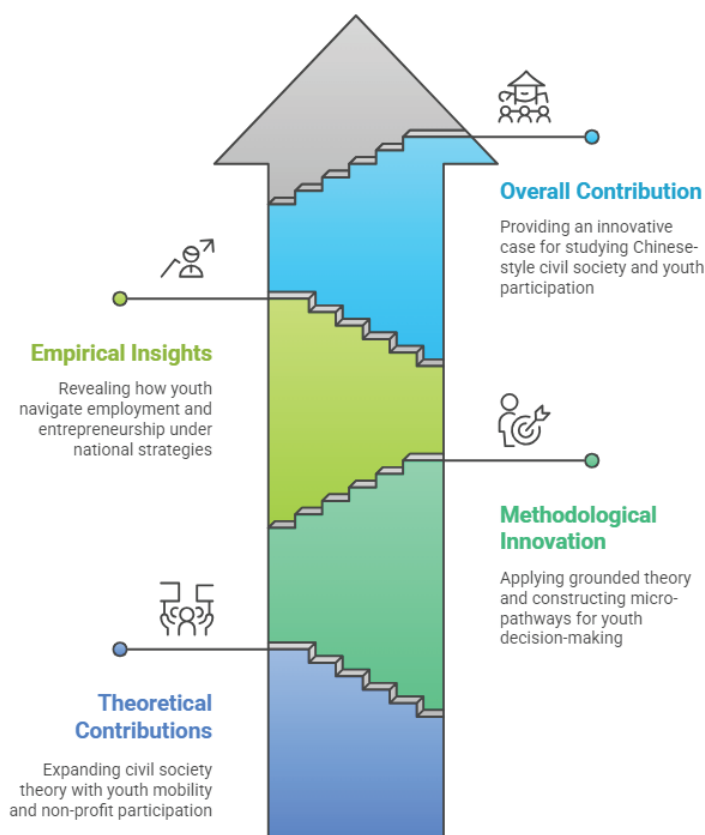 Overall Contribution
Providing an innovative
case for studying Chinese-
style civil society and youth
participation
Empirical Insights
Revealing how youth
navigate employment and
entrepreneurship under
national strategies
Methodological
Innovation
Applying grounded theory
and constructing micro-
pathways for youth
decision-making
Theoretical
Contributions
Expanding civil society
theory with youth mobility
and non-profit participation